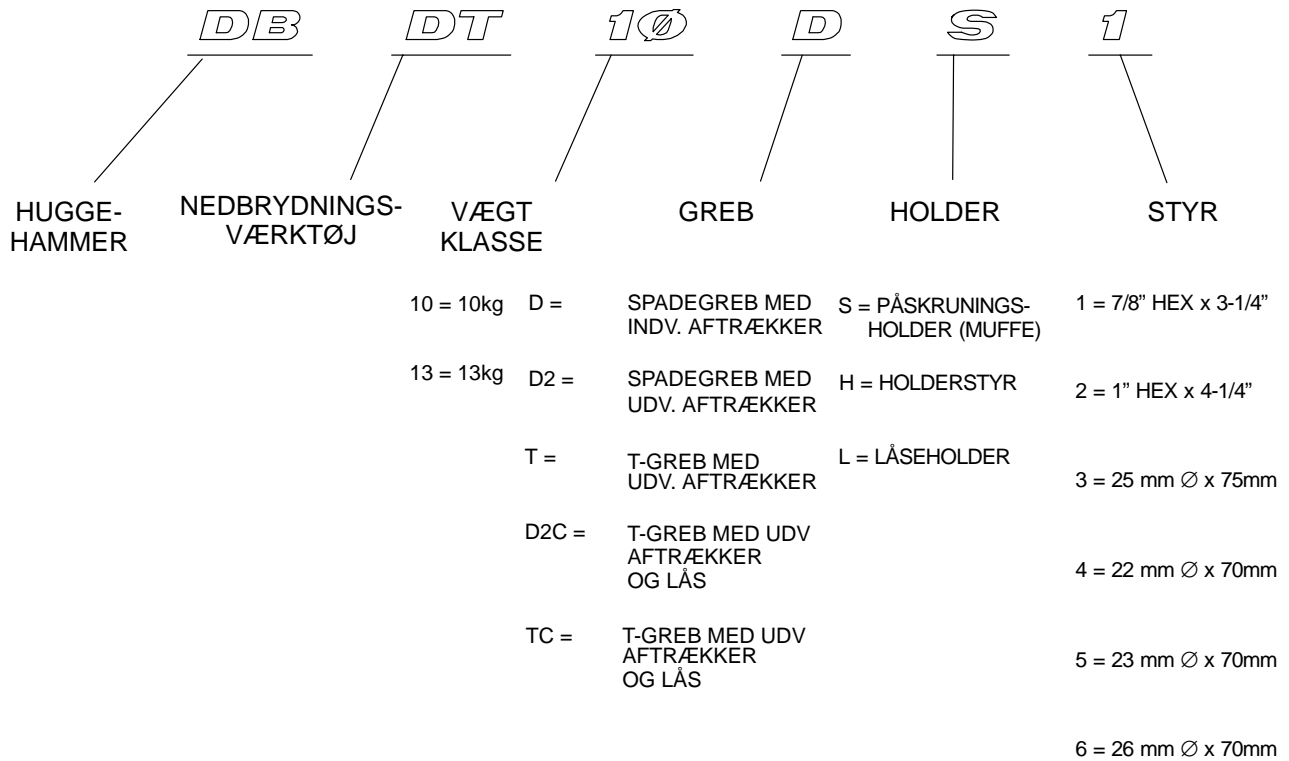 DB DT 1Ø D S 1
HUGGE-
HAMMER
NEDBRYDNINGS-
VÆRKTØJ
VÆGT
KLASSE
GREB
HOLDER
STYR
10 = 10kg
13 = 13kg
D = SPADEGREB MED
INDV. AFTRÆKKER
D2 = SPADEGREB MED
UDV. AFTRÆKKER
T = T-GREB MED
UDV. AFTRÆKKER
D2C = T-GREB MED UDV
AFTRÆKKER
OG LÅS
TC = T-GREB MED UDV
AFTRÆKKER
OG LÅS
S = PÅSKRUNINGS-
HOLDER (MUFFE)
H = HOLDERSTYR
L = LÅSEHOLDER
1 = 7/8” HEX x 3-1/4”
2 = 1” HEX x 4-1/4”
3 = 25 mm ∅ x 75mm
4 = 22 mm ∅ x 70mm
5 = 23 mm ∅ x 70mm
6 = 26 mm ∅ x 70mm